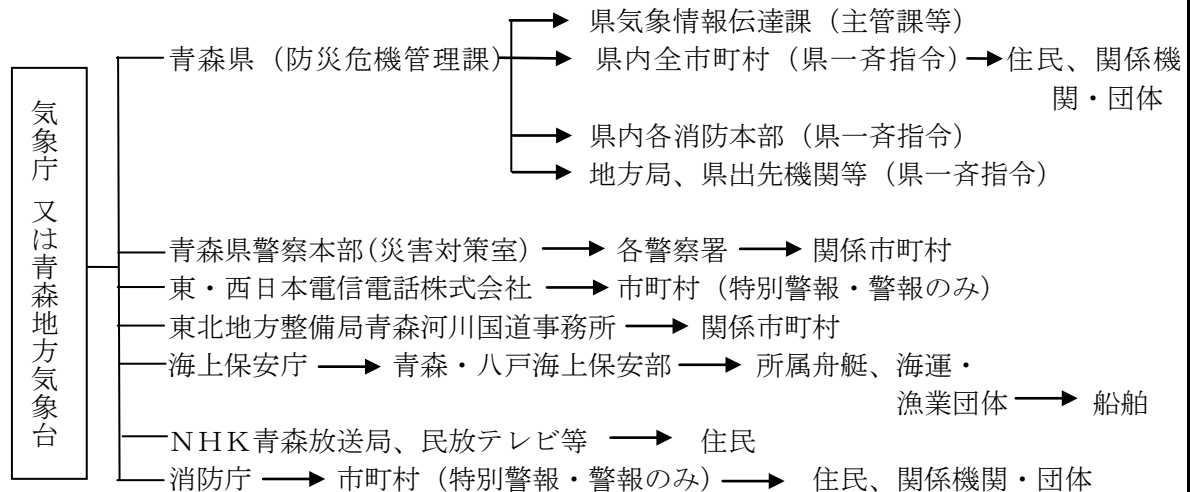 気象庁 又は青森地方気象台
青森県（防災危機管理課）
県気象情報伝達課（主管課等）
県内全市町村（県一斉指令）
住民、関係機
関・団体
県内各消防本部（県一斉指令）
地方局、県出先機関等（県一斉指令）
青森県警察本部(災害対策室) 各警察署 関係市町村
東・西日本電信電話株式会社 市町村（特別警報・警報のみ）
東北地方整備局青森河川国道事務所 関係市町村
海上保安庁 青森・八戸海上保安部 所属舟艇、海運・
漁業団体 船舶
ＮＨＫ青森放送局、民放テレビ等 住民
消防庁 市町村（特別警報・警報のみ） 住民、関係機関・団体